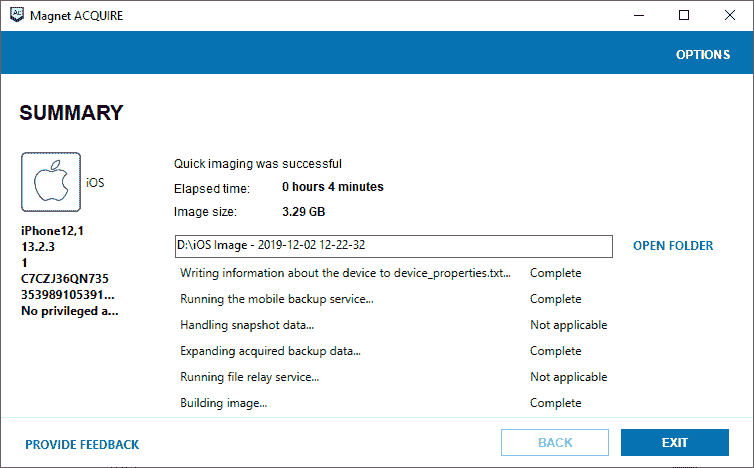 Magnet ACQUIRE
OPTIONS
SUMMARY
iOS
iPhone12,1
13.2.3
1
C7CZJ36QN735
353989105391...
No privileged a...
Quick imaging was successful
Elapsed time: 0 hours 4 minutes
Image size: 3.29 GB
D:\iOS Image - 2019-12-02 12-22-32 OPEN FOLDER
Writing information about the device to device_properties.txt... Complete
Running the mobile backup service... Complete
Handling snapshot data... Not applicable
Expanding acquired backup data... Complete
Running file relay service... Not applicable
Building image... Complete
PROVIDE FEEDBACK BACK EXIT